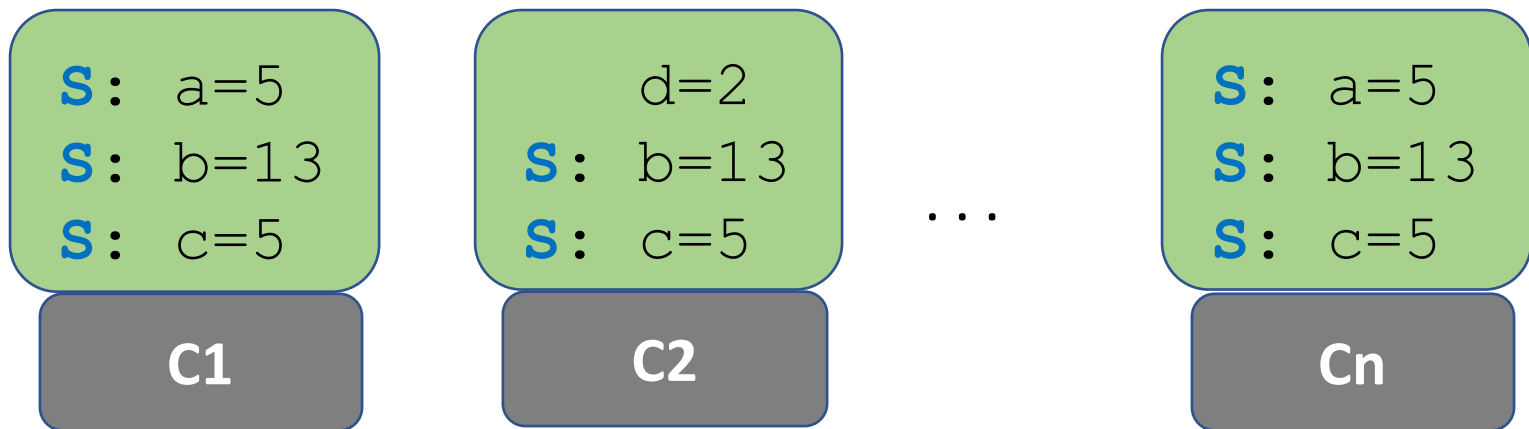 S: a=5
S: b=13
S: c=5
C1
d=2
S: b=13
S: c=5
C2
...
S: a=5
S: b=13
S: c=5
Cn